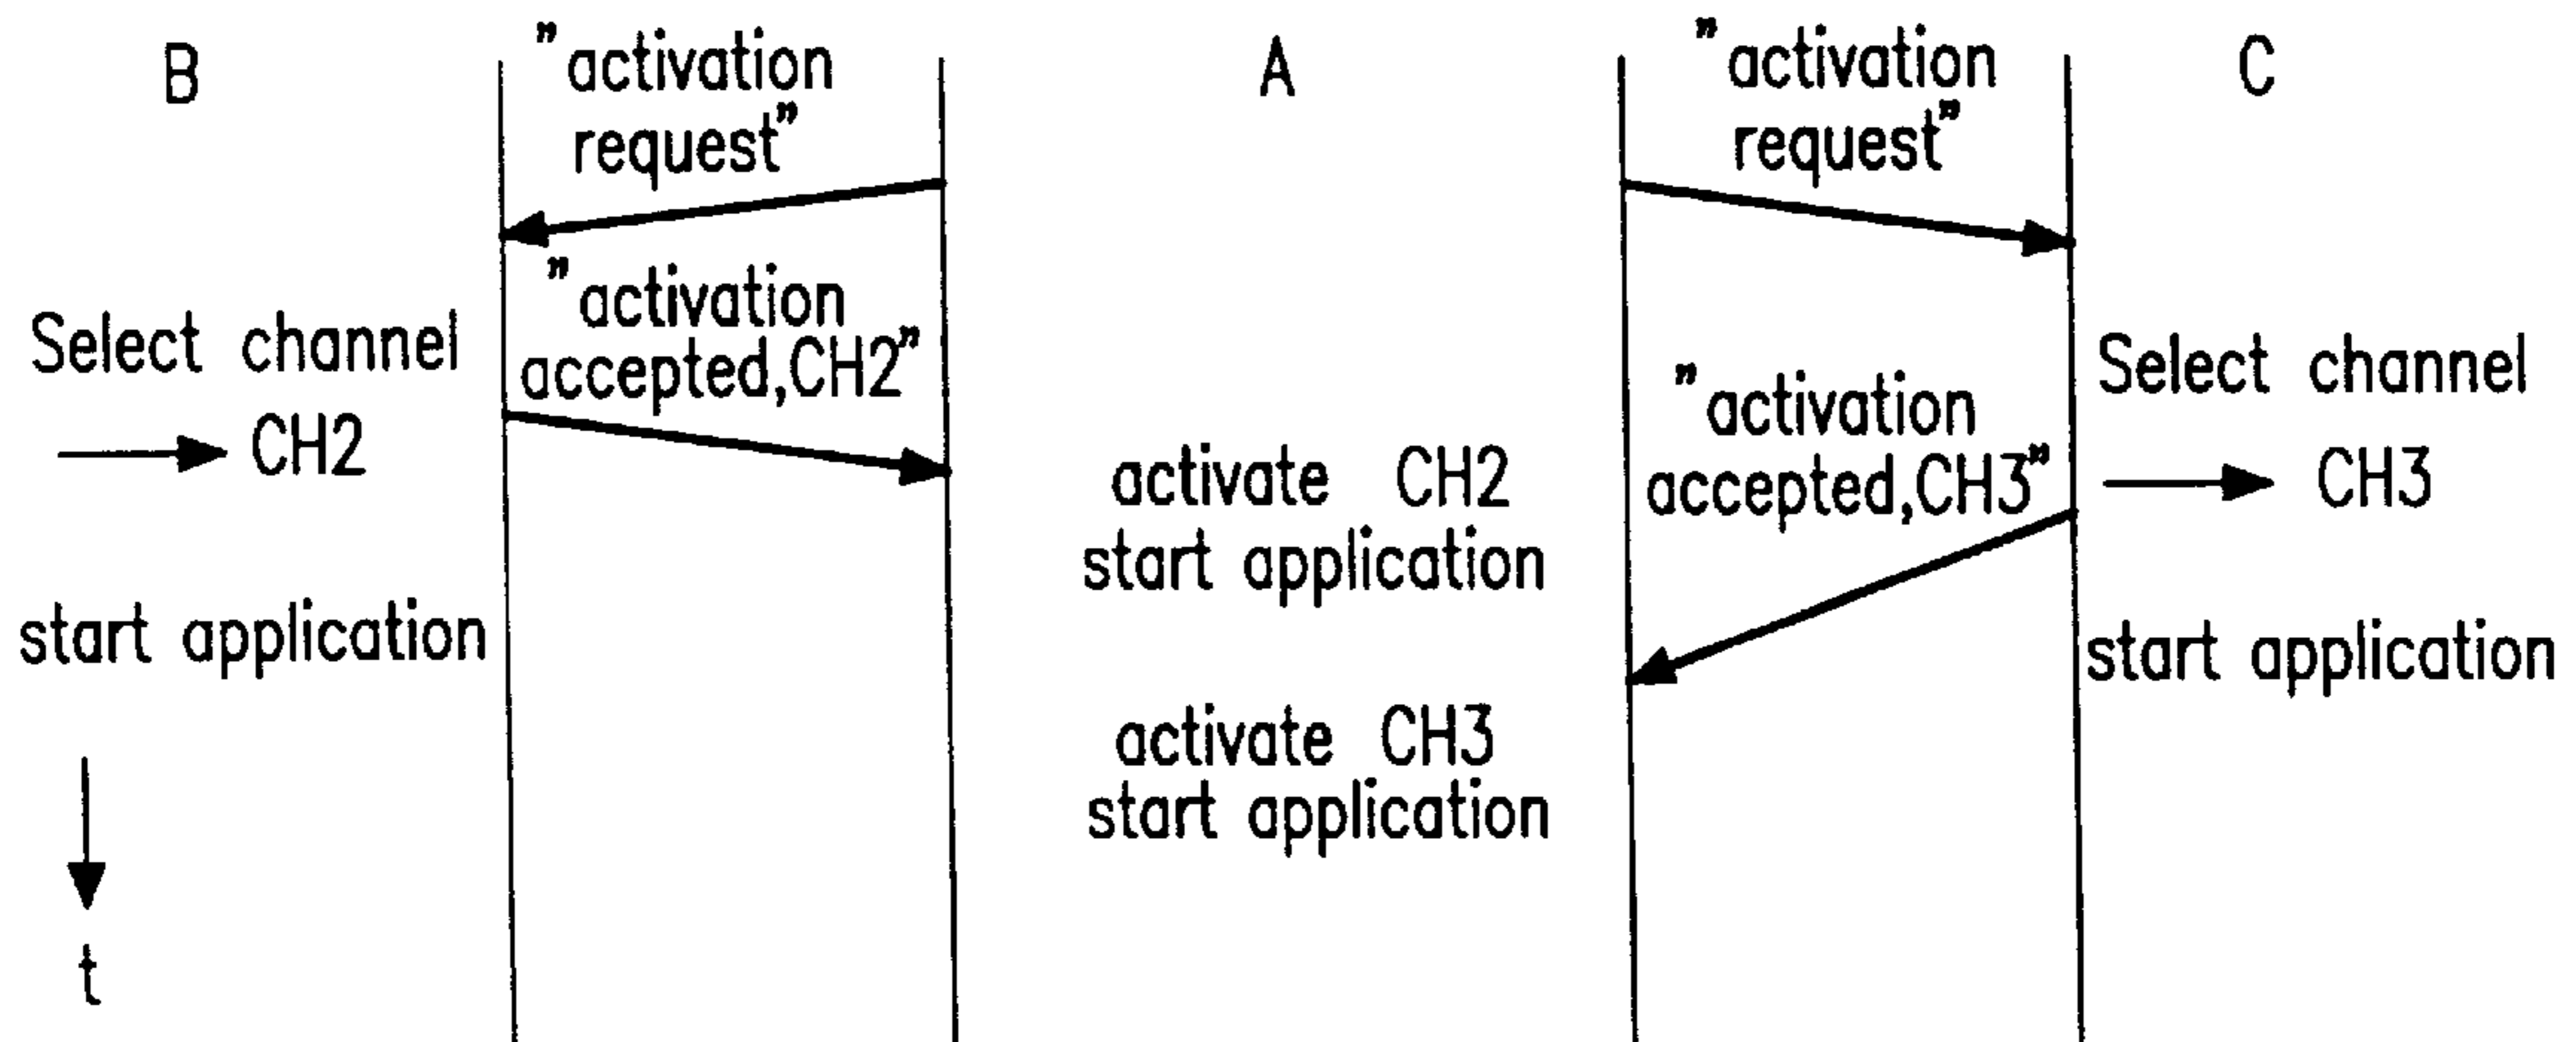 B
"activation
request"
A
"activation
request"
C
"activation
accepted,CH2"
Select channel
CH2
"activation
accepted,CH3"
Select channel
CH3
activate CH2
start application
start application
start application
activate CH3
start application
t